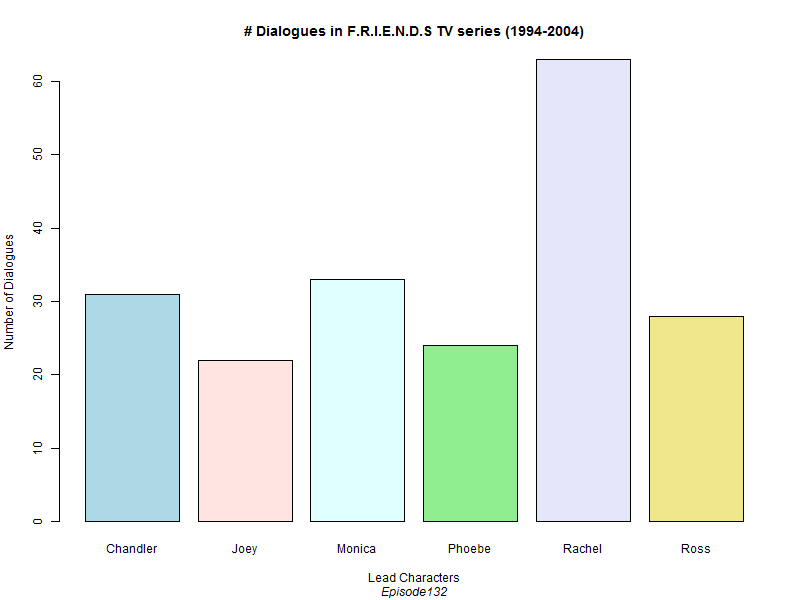 # Dialogues in F.R.I.E.N.D.S TV series (1994-2004)
Number of Dialogues
60
50
40
30
20
10
0
Chandler Joey Monica Phoebe Rachel Ross
Lead Characters
Episode132